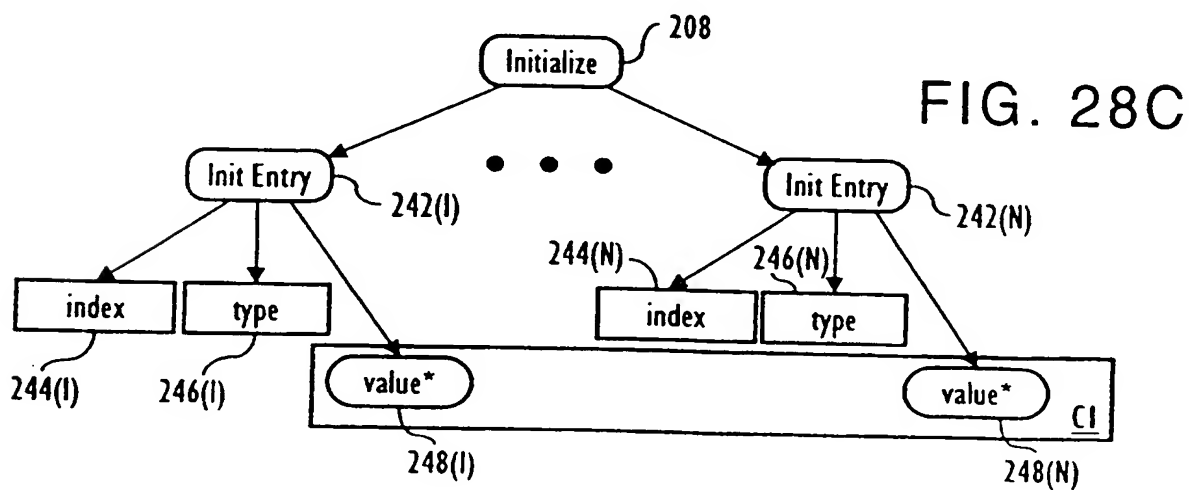 208
Initialize
FIG. 28C
Init Entry
Init Entry
242(I)
242(N)
244(N)
246(N)
index
type
index
type
244(I)
246(I)
value*
value*
C1
248(I)
248(N)